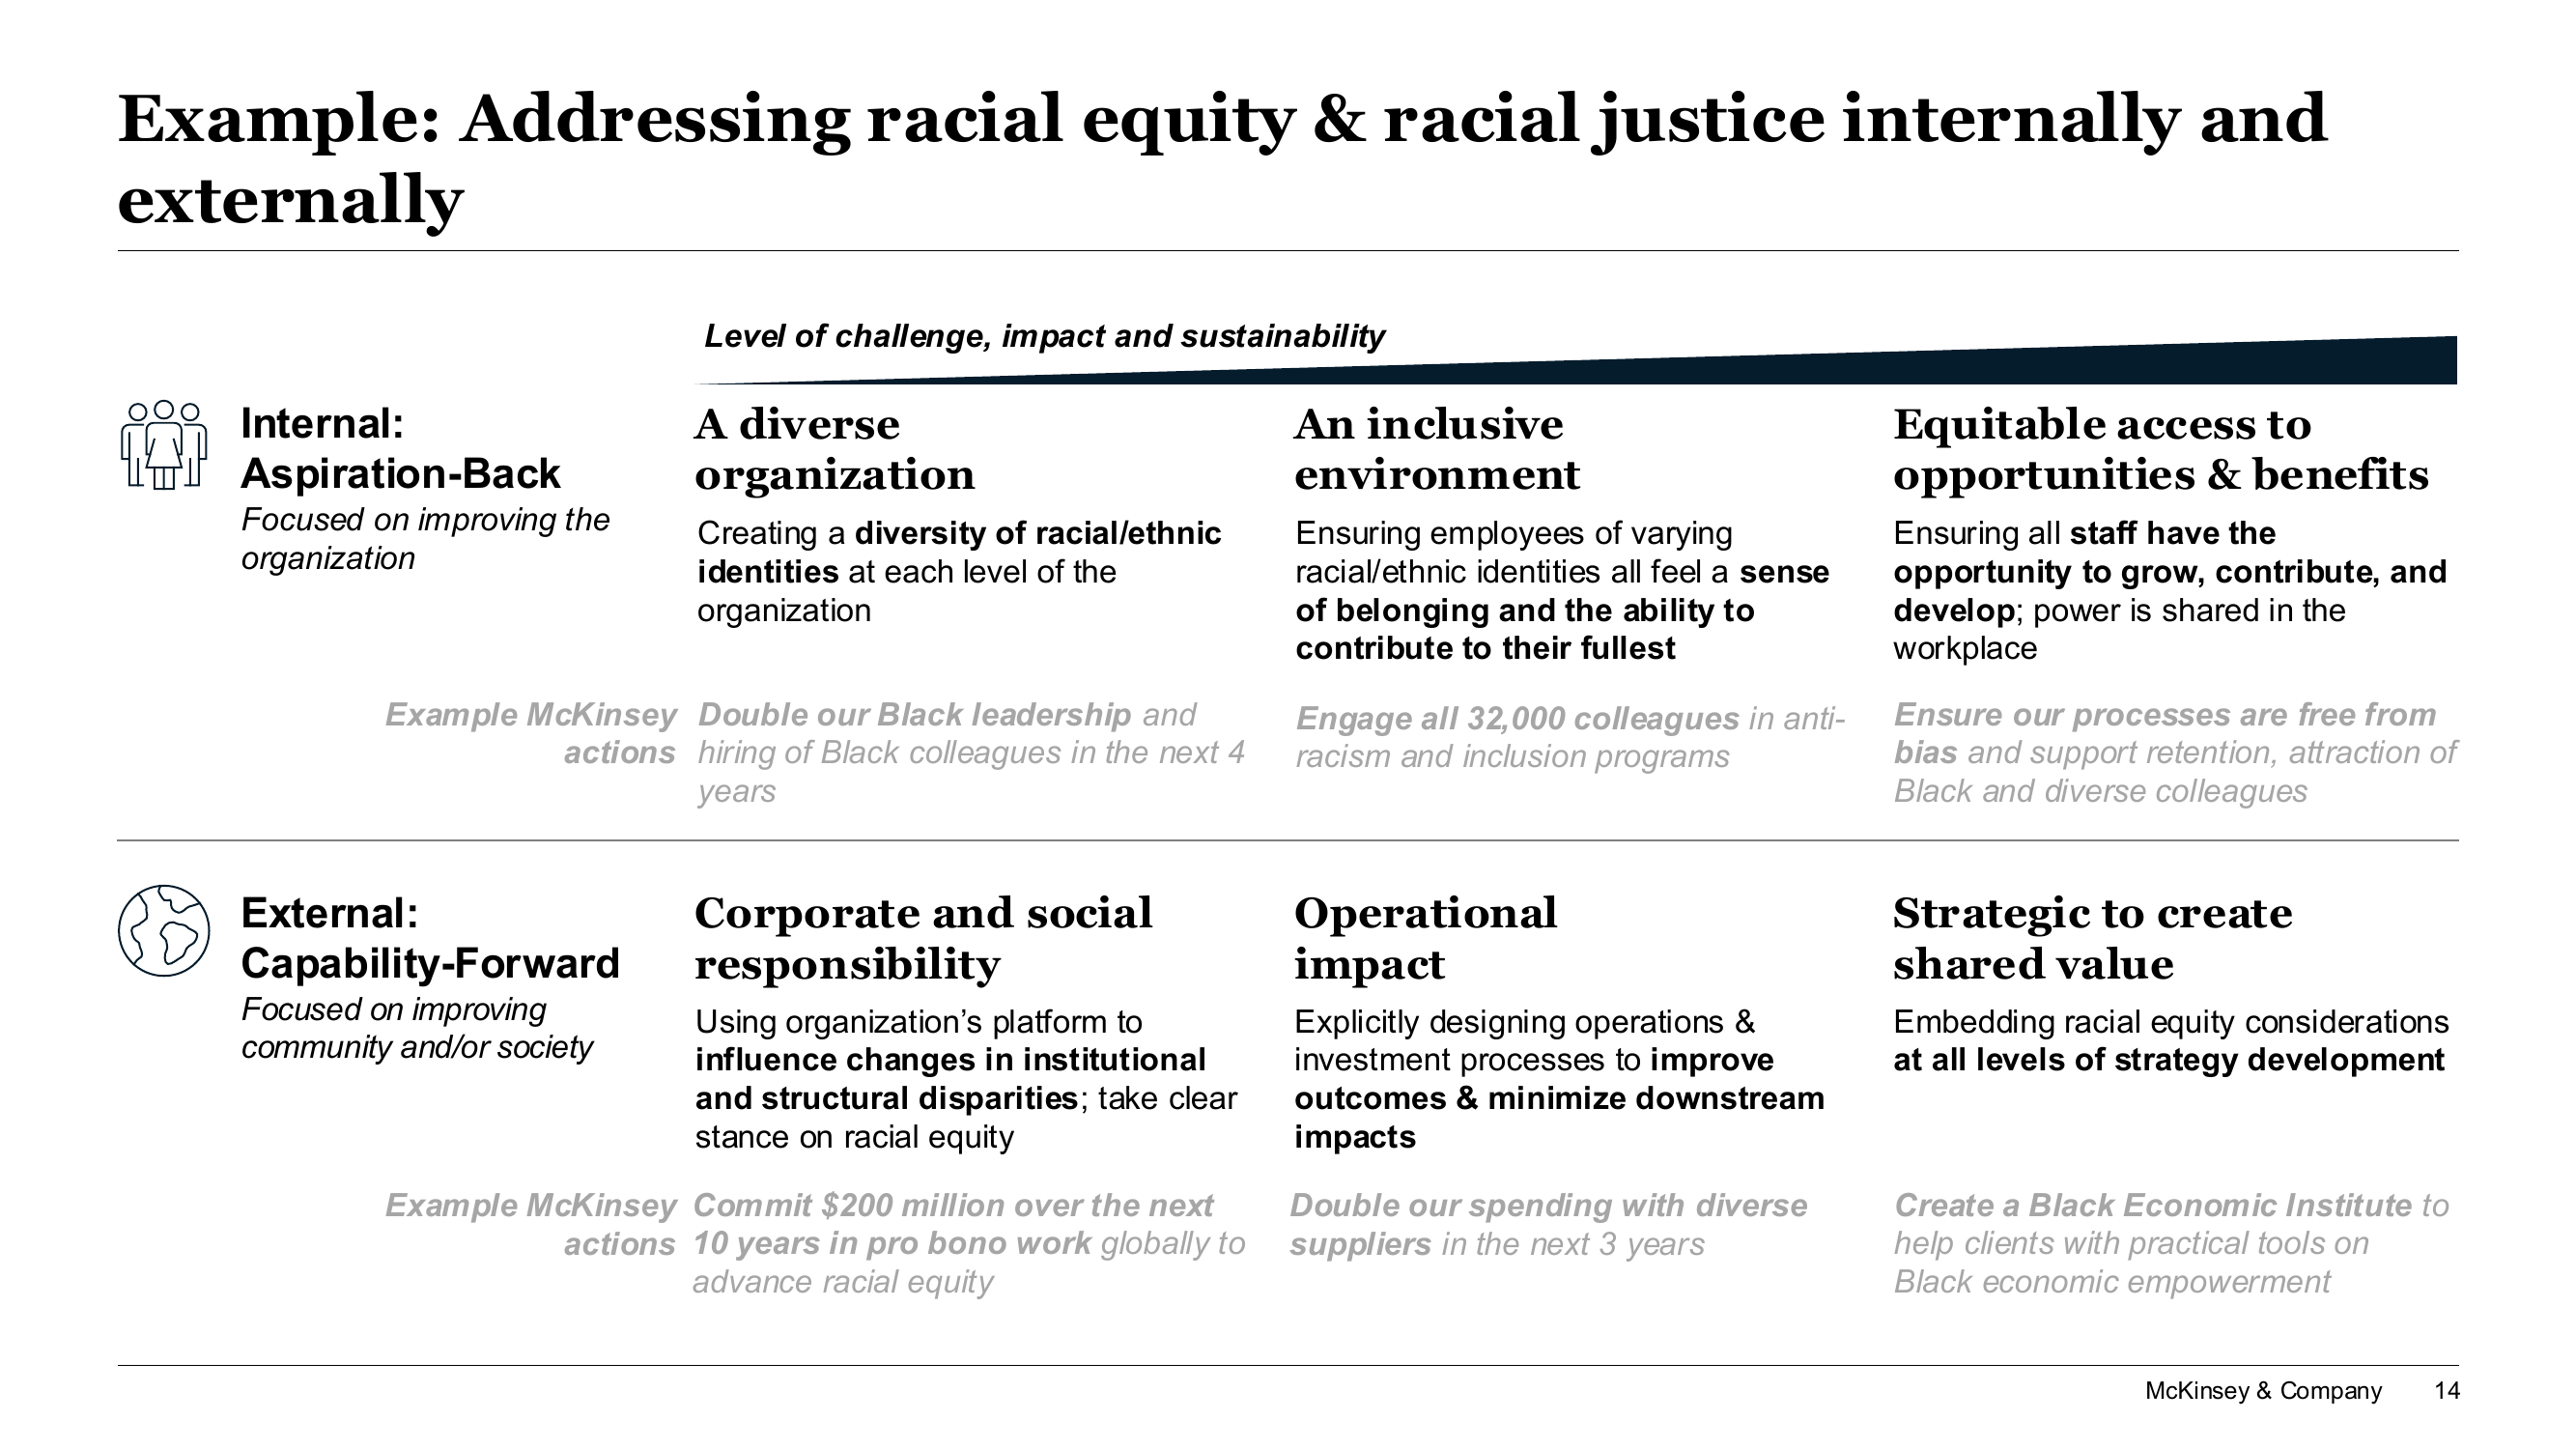 Example: Addressing racial equity & racial justice internally and
externally
Level of challenge, impact and sustainability
Internal:
Aspiration-Back
Focused on improving the
organization
A diverse
organization
Creating a diversity of racial/ethnic
identities at each level of the
organization
An inclusive
environment
Ensuring employees of varying
racial/ethnic identities all feel a sense
of belonging and the ability to
contribute to their fullest
Equitable access to
opportunities & benefits
Ensuring all staff have the
opportunity to grow, contribute, and
develop; power is shared in the
workplace
Example McKinsey
actions
Double our Black leadership and
hiring of Black colleagues in the next 4
years
Engage all 32,000 colleagues in anti-
racism and inclusion programs
Ensure our processes are free from
bias and support retention, attraction of
Black and diverse colleagues
External:
Capability-Forward
Focused on improving
community and/or society
Corporate and social
responsibility
Using organization’s platform to
influence changes in institutional
and structural disparities; take clear
stance on racial equity
Operational
impact
Explicitly designing operations &
investment processes to improve
outcomes & minimize downstream
impacts
Strategic to create
shared value
Embedding racial equity considerations
at all levels of strategy development
Example McKinsey
actions
Commit $200 million over the next
10 years in pro bono work globally to
advance racial equity
Double our spending with diverse
suppliers in the next 3 years
Create a Black Economic Institute to
help clients with practical tools on
Black economic empowerment
McKinsey & Company 14